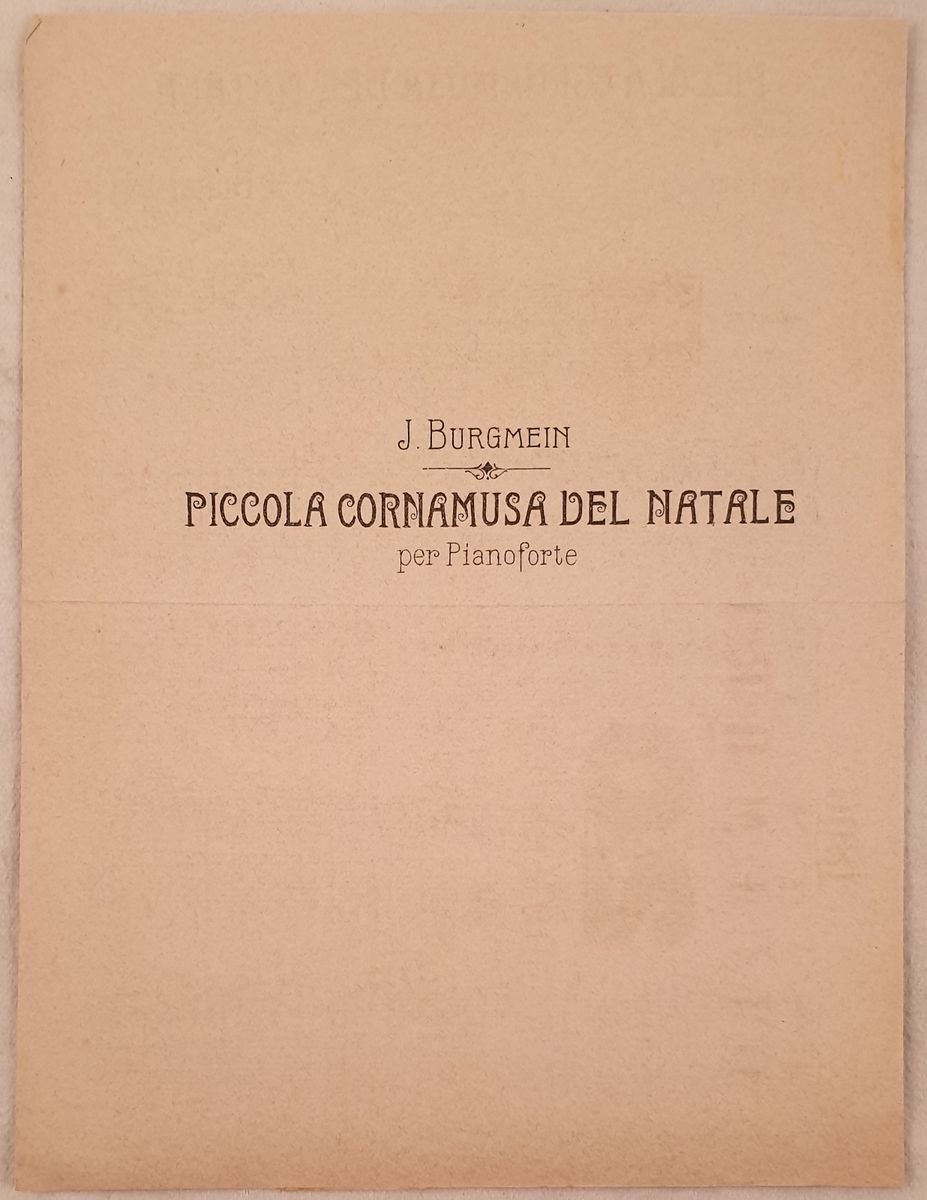 J. BURGMEIN
PICCOLA CORNAMUSA DEL NATALE
per Pianoforte